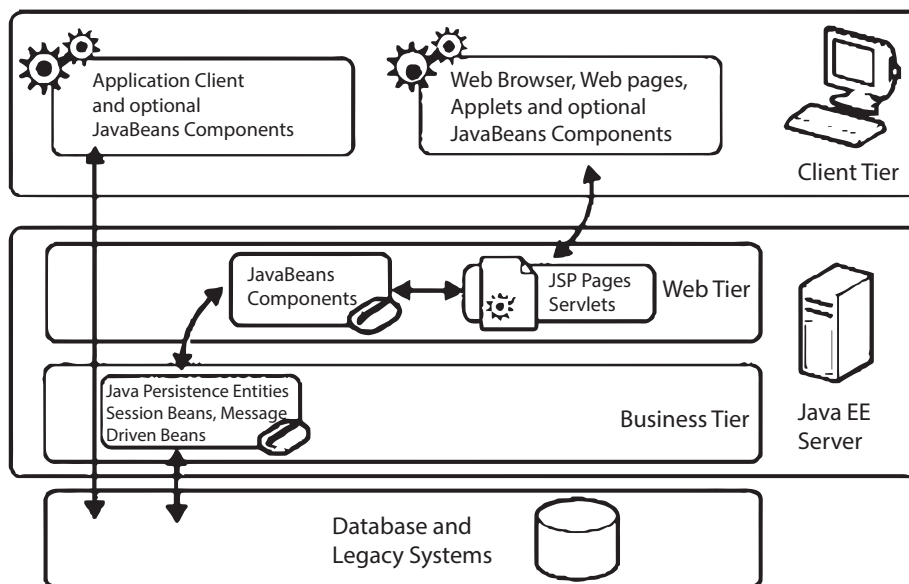 Application Client
and optional
JavaBeans Components
Web Browser, Web pages,
Applets and optional
JavaBeans Components
Client Tier
JavaBeans
Components
JSP Pages
Servlets
Web Tier
Java Persistence Entities
Session Beans, Message
Driven Beans
Business Tier
Java EE
Server
Database and
Legacy Systems